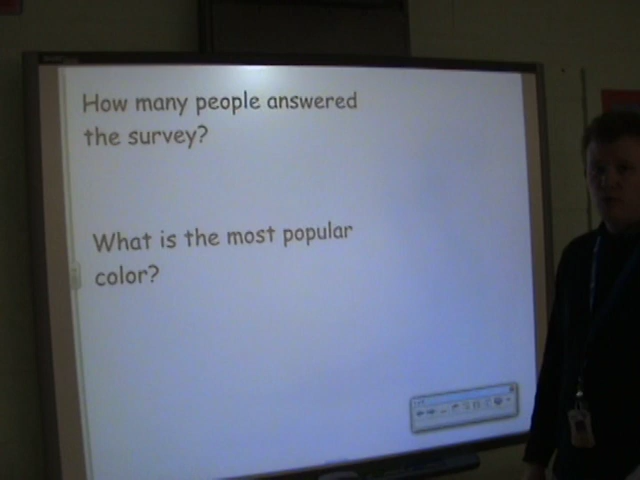 How many people answered
the survey?
What is the most popular
color?